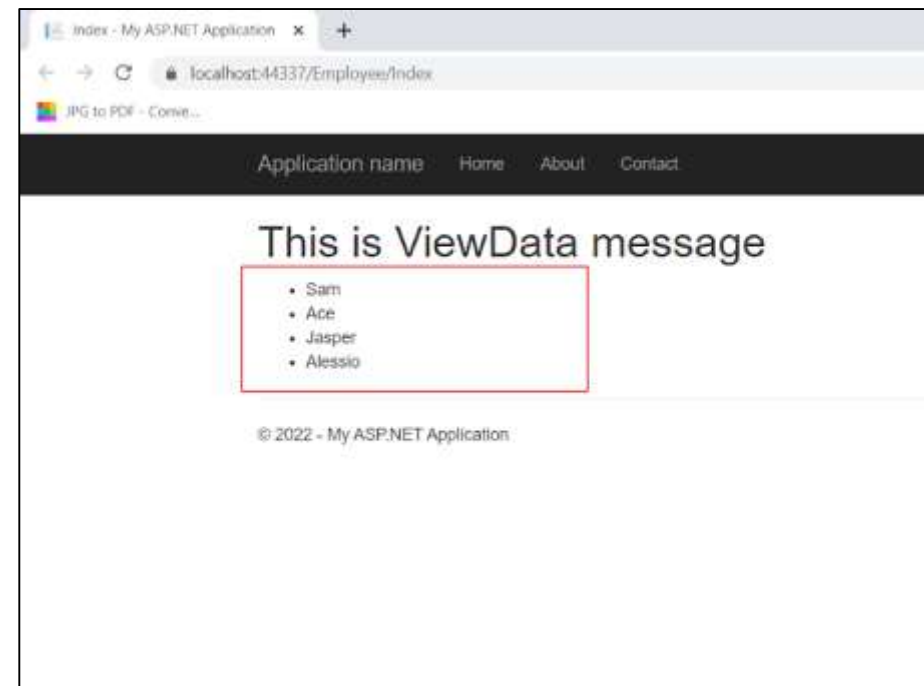 Index - My ASP.NET Application
localhost:44337/Employee/Index
JPG to PDF - Conve...
Application name Home About Contact
This is ViewData message
• Sam
• Ace
• Jasper
• Alessio
© 2022 - My ASP.NET Application